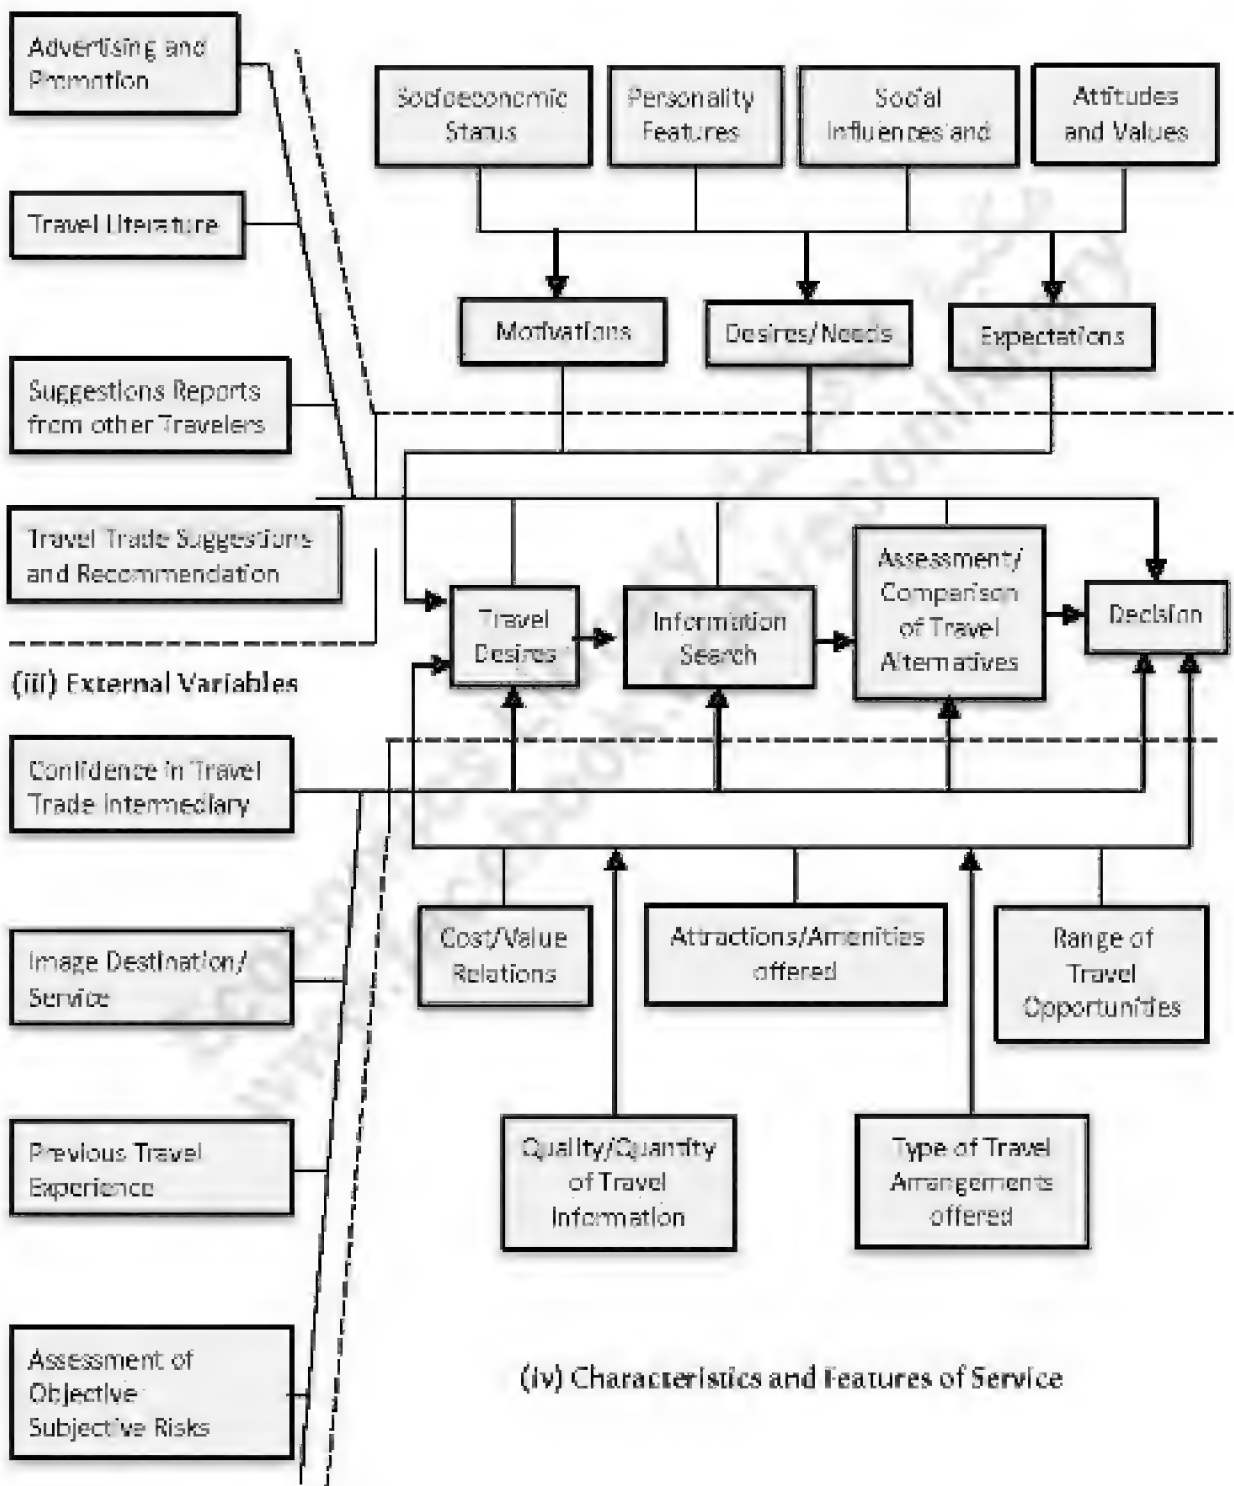 Advertising and
Promotion
Socioeconomic
Status
Personality
Features
Social
Influences and
Attitudes
and Values
Travel Literature
Motivations
Desires/Needs
Expectations
Suggestions Reports
from other Travelers
Travel Trade Suggestions
and Recommendation
Travel
Desires
Information
Search
Assessment/
Comparison
of Travel
Alternatives
Decision
(iii) External Variables
Confidence in Travel
Trade Intermediary
Cost/Value
Relations
Attractions/Amenities
offered
Range of
Travel
Opportunities
Image Destination/
Service
Previous Travel
Experience
Quality/Quantity
of Travel
Information
Type of Travel
Arrangements
offered
Assessment of
Objective
Subjective Risks
(iv) Characteristics and Features of Service